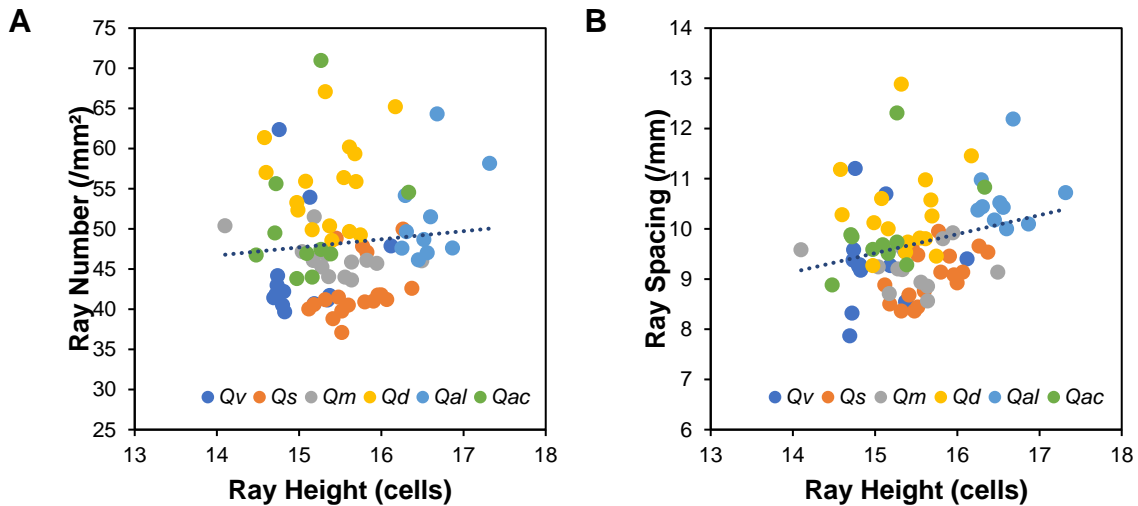 A
Ray Number (/mm²)
75
70
65
60
55
50
45
40
35
30
25
Qv Qs Qm Qd Qal Qac
13 14 15 16 17 18
Ray Height (cells)
B
Ray Spacing (/mm)
14
13
12
11
10
9
8
7
6
Qv Qs Qm Qd Qal Qac
13 14 15 16 17 18
Ray Height (cells)